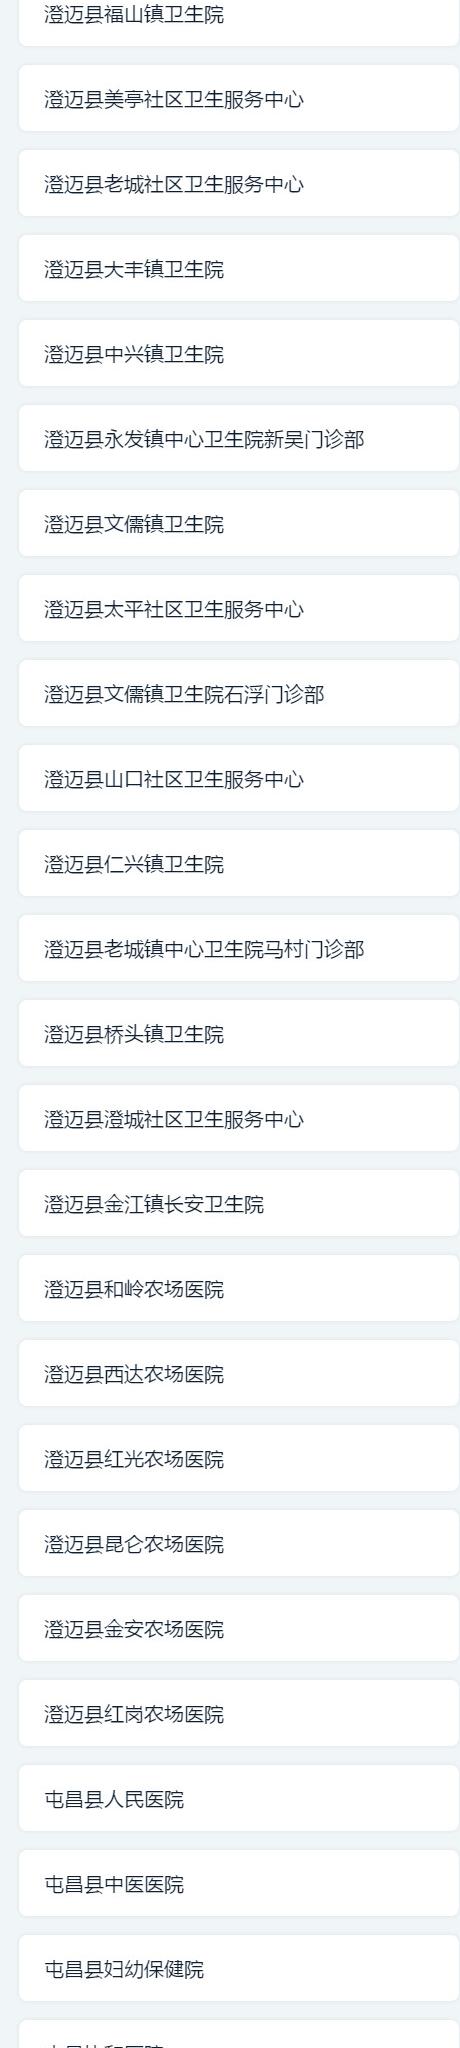 澄迈县福山镇卫生院
澄迈县美亭社区卫生服务中心
澄迈县老城社区卫生服务中心
澄迈县大丰镇卫生院
澄迈县中兴镇卫生院
澄迈县永发镇中心卫生院新吴门诊部
澄迈县文儒镇卫生院
澄迈县太平社区卫生服务中心
澄迈县文儒镇卫生院石浮门诊部
澄迈县山口社区卫生服务中心
澄迈县仁兴镇卫生院
澄迈县老城镇中心卫生院马村门诊部
澄迈县桥头镇卫生院
澄迈县澄城社区卫生服务中心
澄迈县金江镇长安卫生院
澄迈县和岭农场医院
澄迈县西达农场医院
澄迈县红光农场医院
澄迈县昆仑农场医院
澄迈县金安农场医院
澄迈县红岗农场医院
屯昌县人民医院
屯昌县中医医院
屯昌县妇幼保健院